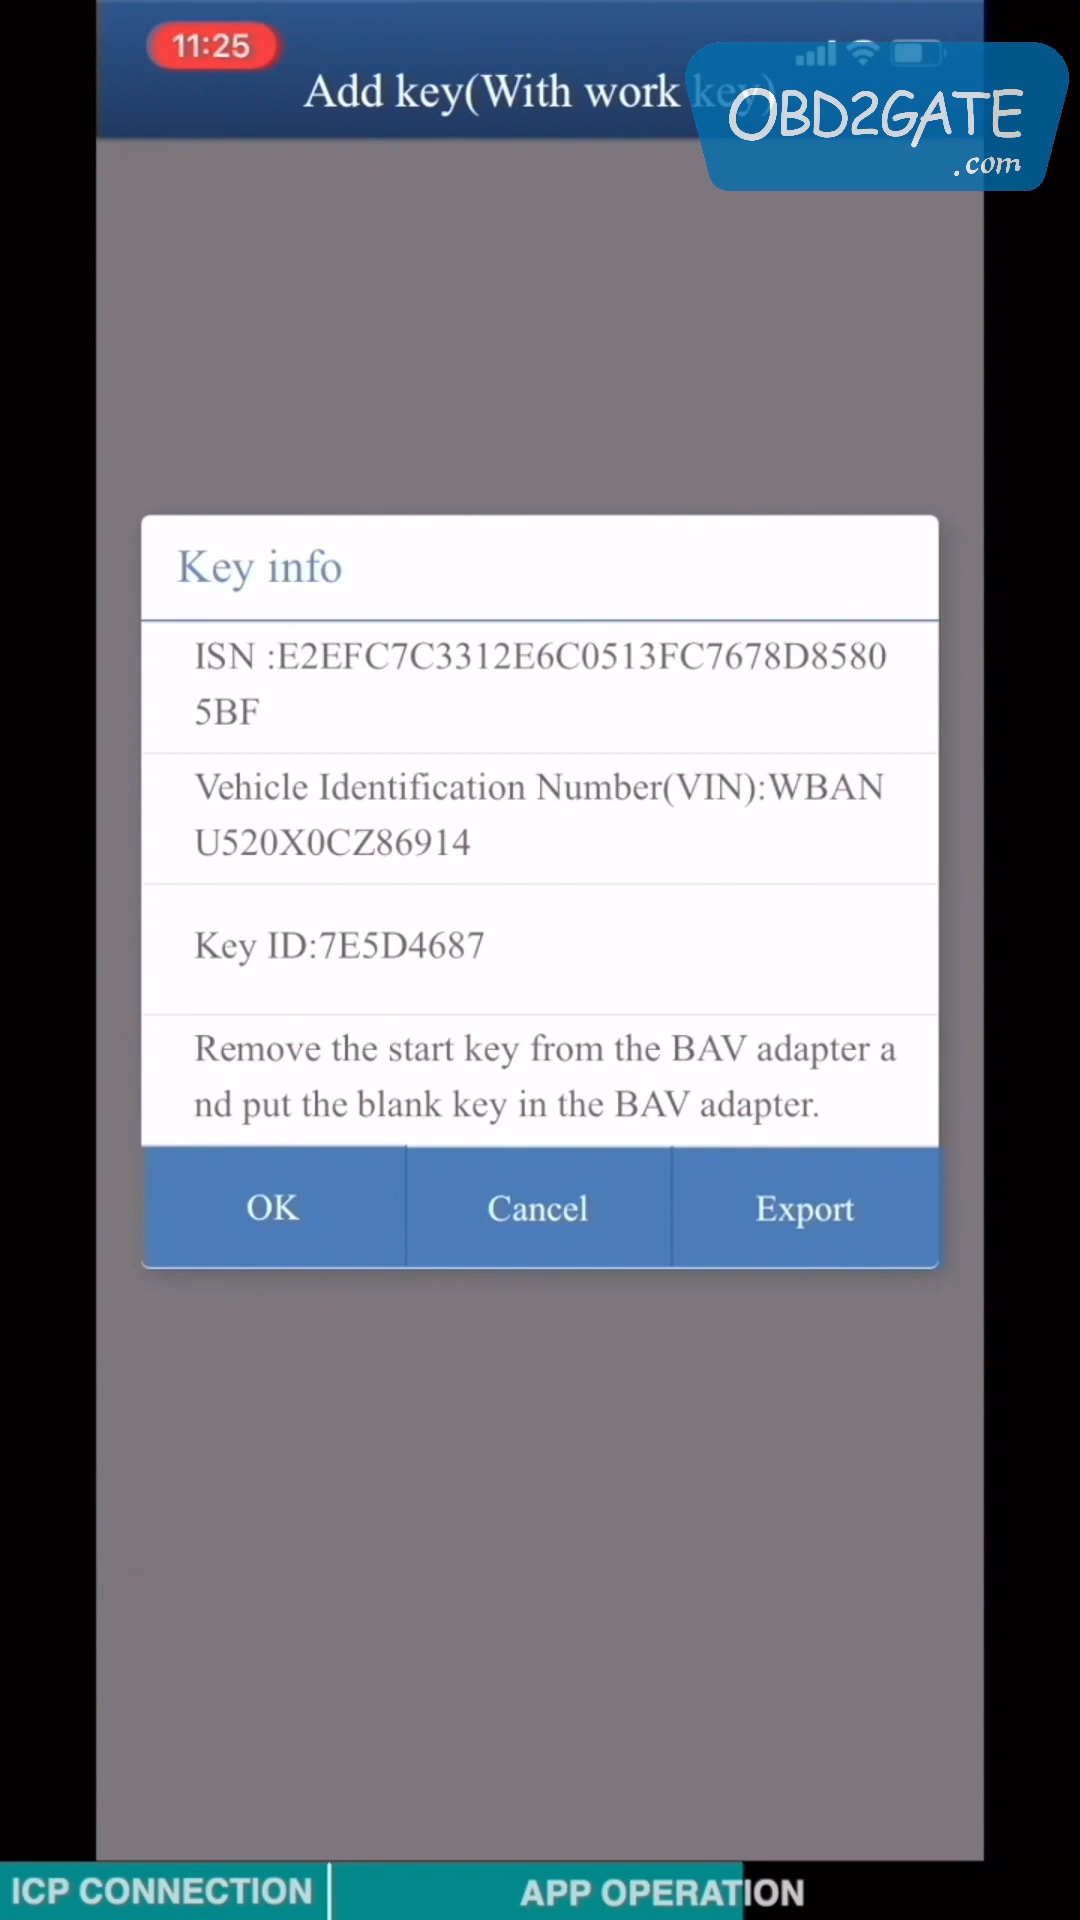 11:25
Add key(With work key)
OBD2GATE
.com
Key info
ISN :E2EFC7C3312E6C0513FC7678D8580
5BF
Vehicle Identification Number(VIN):WBAN
U520X0CZ86914
Key ID:7E5D4687
Remove the start key from the BAV adapter a
nd put the blank key in the BAV adapter.
OK
Cancel
Export
ICP CONNECTION
APP OPERATION